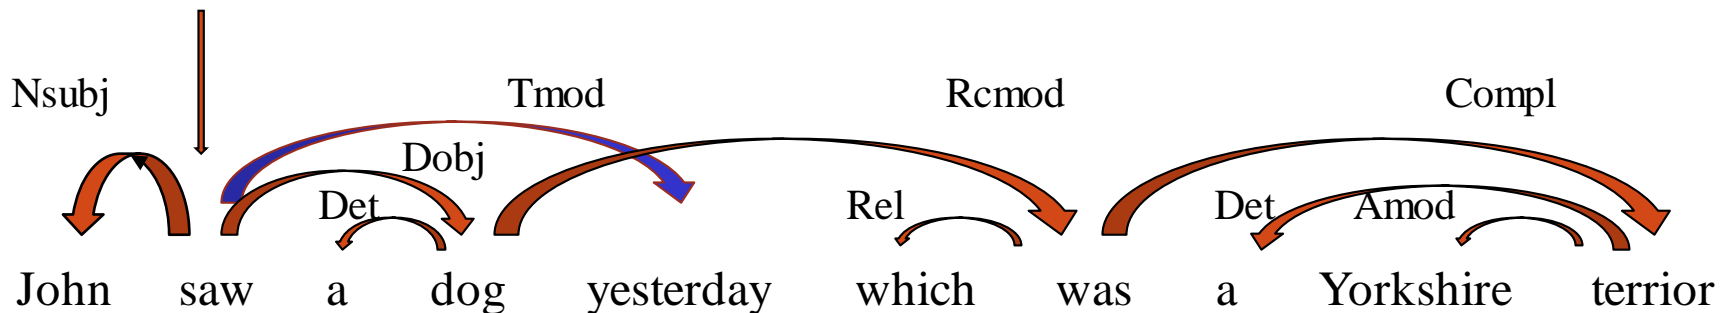 Nsubj Tmod Rcmod Compl
Dobj
Det Rel Det Amod
John saw a dog yesterday which was a Yorkshire terrior